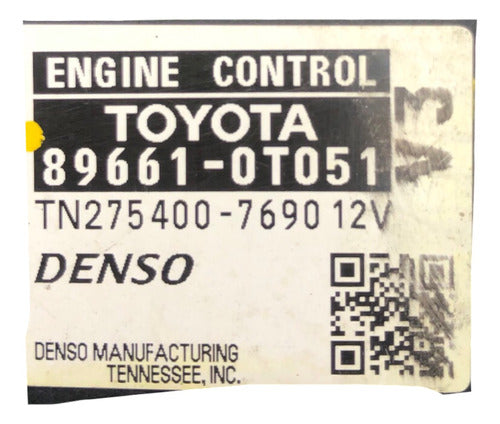 ENGINE CONTROL
TOYOTA
89661-0T051
TN275400-7690 12V
DENSO
DENSO MANUFACTURING
TENNESSEE, INC.
V3